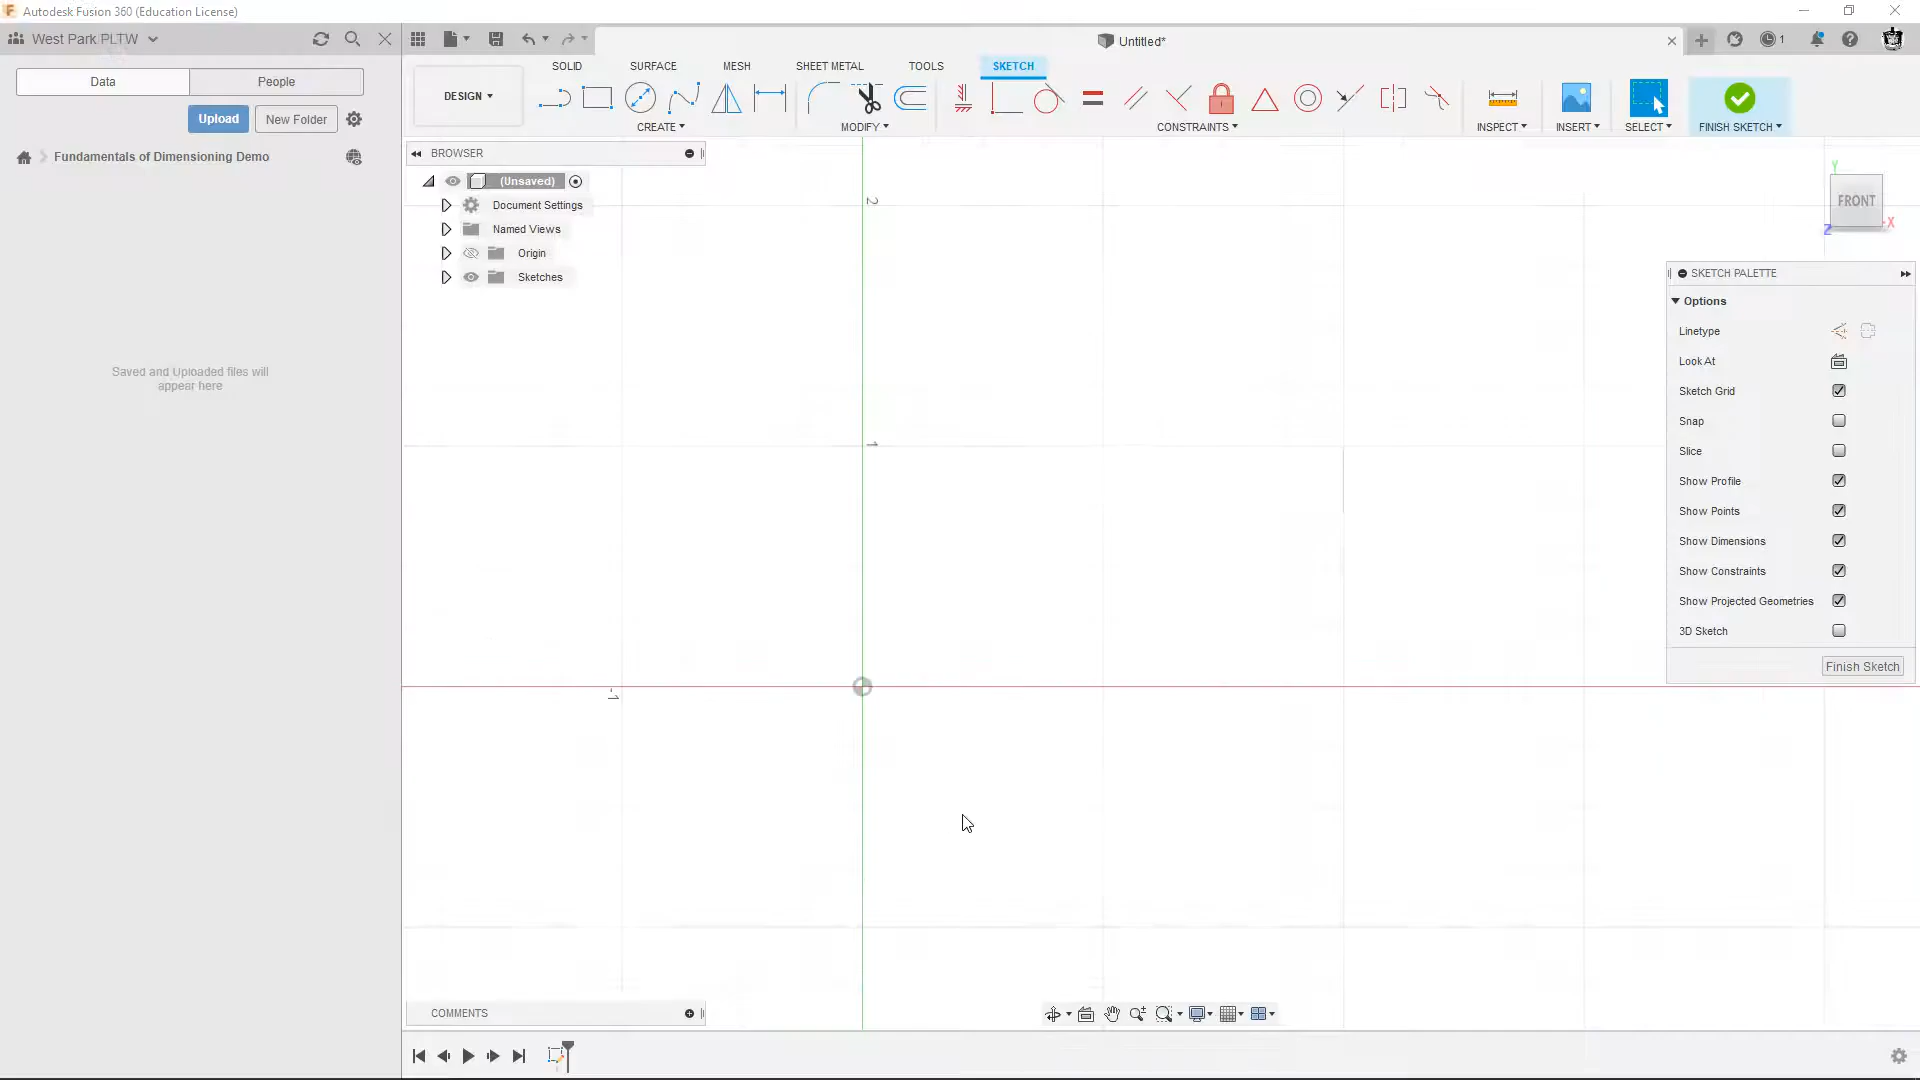 Autodesk Fusion 360 (Education License)
West Park PLTW
Untitled*
1
Data
People
Upload
New Folder
Fundamentals of Dimensioning Demo
Saved and Uploaded files will
appear here
SOLID
SURFACE
MESH
SHEET METAL
TOOLS
SKETCH
DESIGN
CREATE
MODIFY
CONSTRAINTS
INSPECT
INSERT
SELECT
FINISH SKETCH
BROWSER
(Unsaved)
Document Settings
Named Views
Origin
Sketches
2
1
-1
Y
FRONT
X
Z
SKETCH PALETTE
Options
Linetype
Look At
Sketch Grid
Snap
Slice
Show Profile
Show Points
Show Dimensions
Show Constraints
Show Projected Geometries
3D Sketch
Finish Sketch
COMMENTS